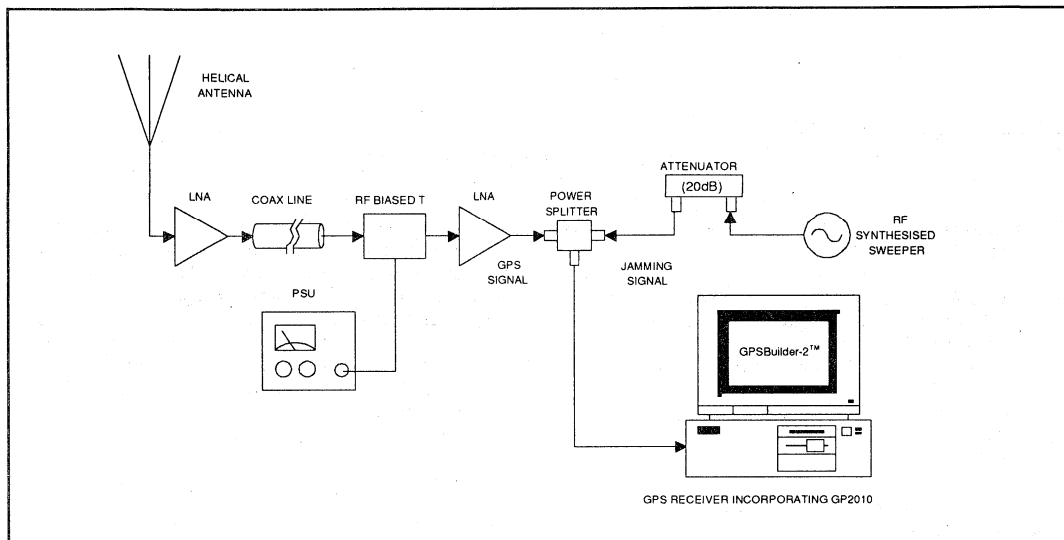 HELICAL
ANTENNA
LNA
COAX LINE
RF BIASED T
LNA
POWER
SPLITTER
ATTENUATOR
(20dB)
RF
SYNTHESISED
SWEEPER
GPS
SIGNAL
JAMMING
SIGNAL
PSU
GPSBuilder-2™
GPS RECEIVER INCORPORATING GP2010